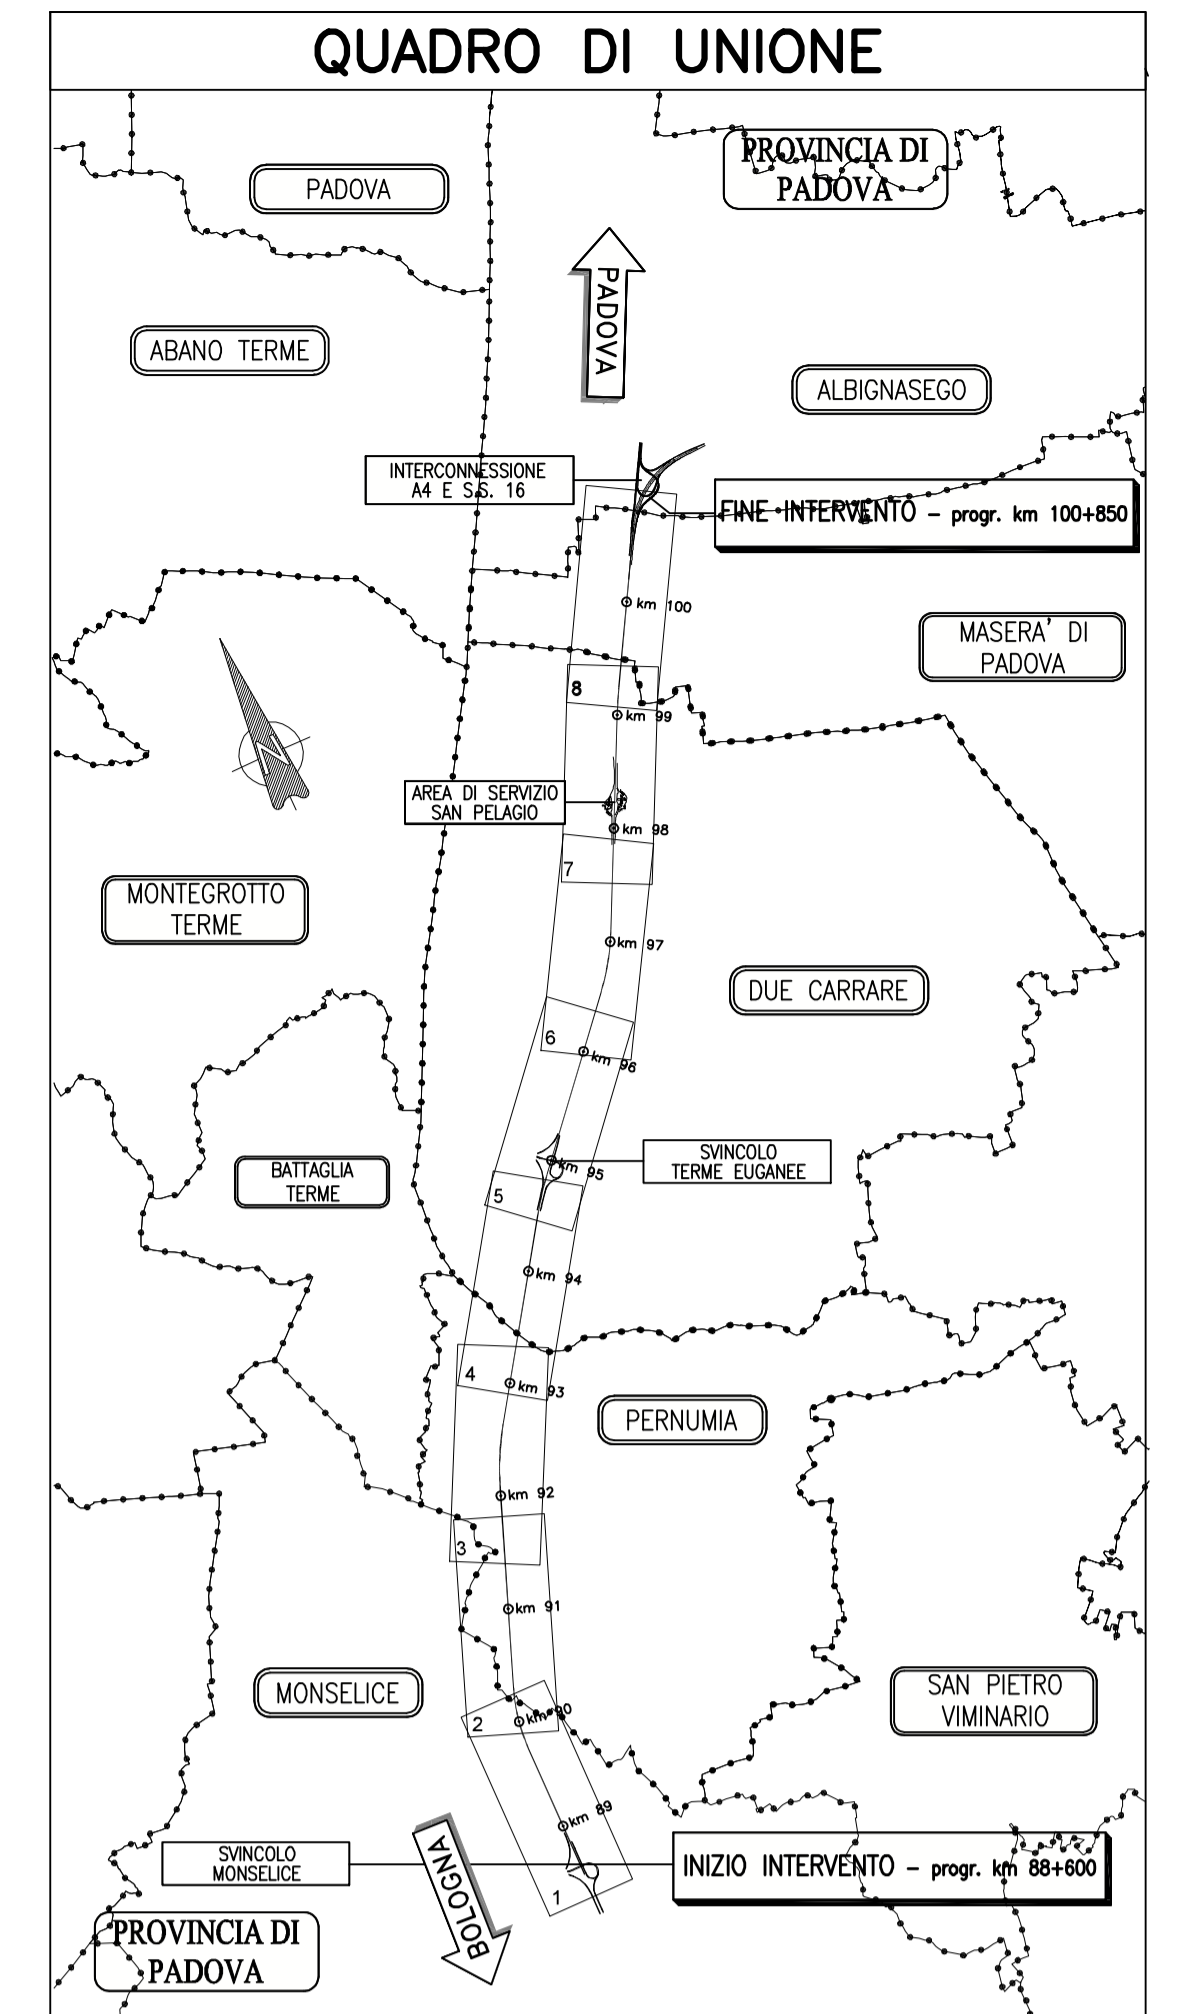 QUADRO DI UNIONE
PROVINCIA DI
PADOVA
PADOVA
PADOVA
ABANO TERME
ALBIGNASEGO
INTERCONNESSIONE
A4 E S.S. 16
FINE INTERVENTO – progr. km 100+850
km 100
MASERA' DI
PADOVA
8
km 99
N
AREA DI SERVIZIO
SAN PELAGIO
km 98
7
MONTEGROTTO
TERME
km 97
DUE CARRARE
6
km 96
SVINCOLO
TERME EUGANEE
km 95
BATTAGLIA
TERME
5
km 94
4
km 93
PERNUMIA
km 92
3
km 91
MONSELICE
SAN PIETRO
VIMINARIO
2
km 90
km 89
SVINCOLO
MONSELICE
BOLOGNA
INIZIO INTERVENTO – progr. km 88+600
1
PROVINCIA DI
PADOVA